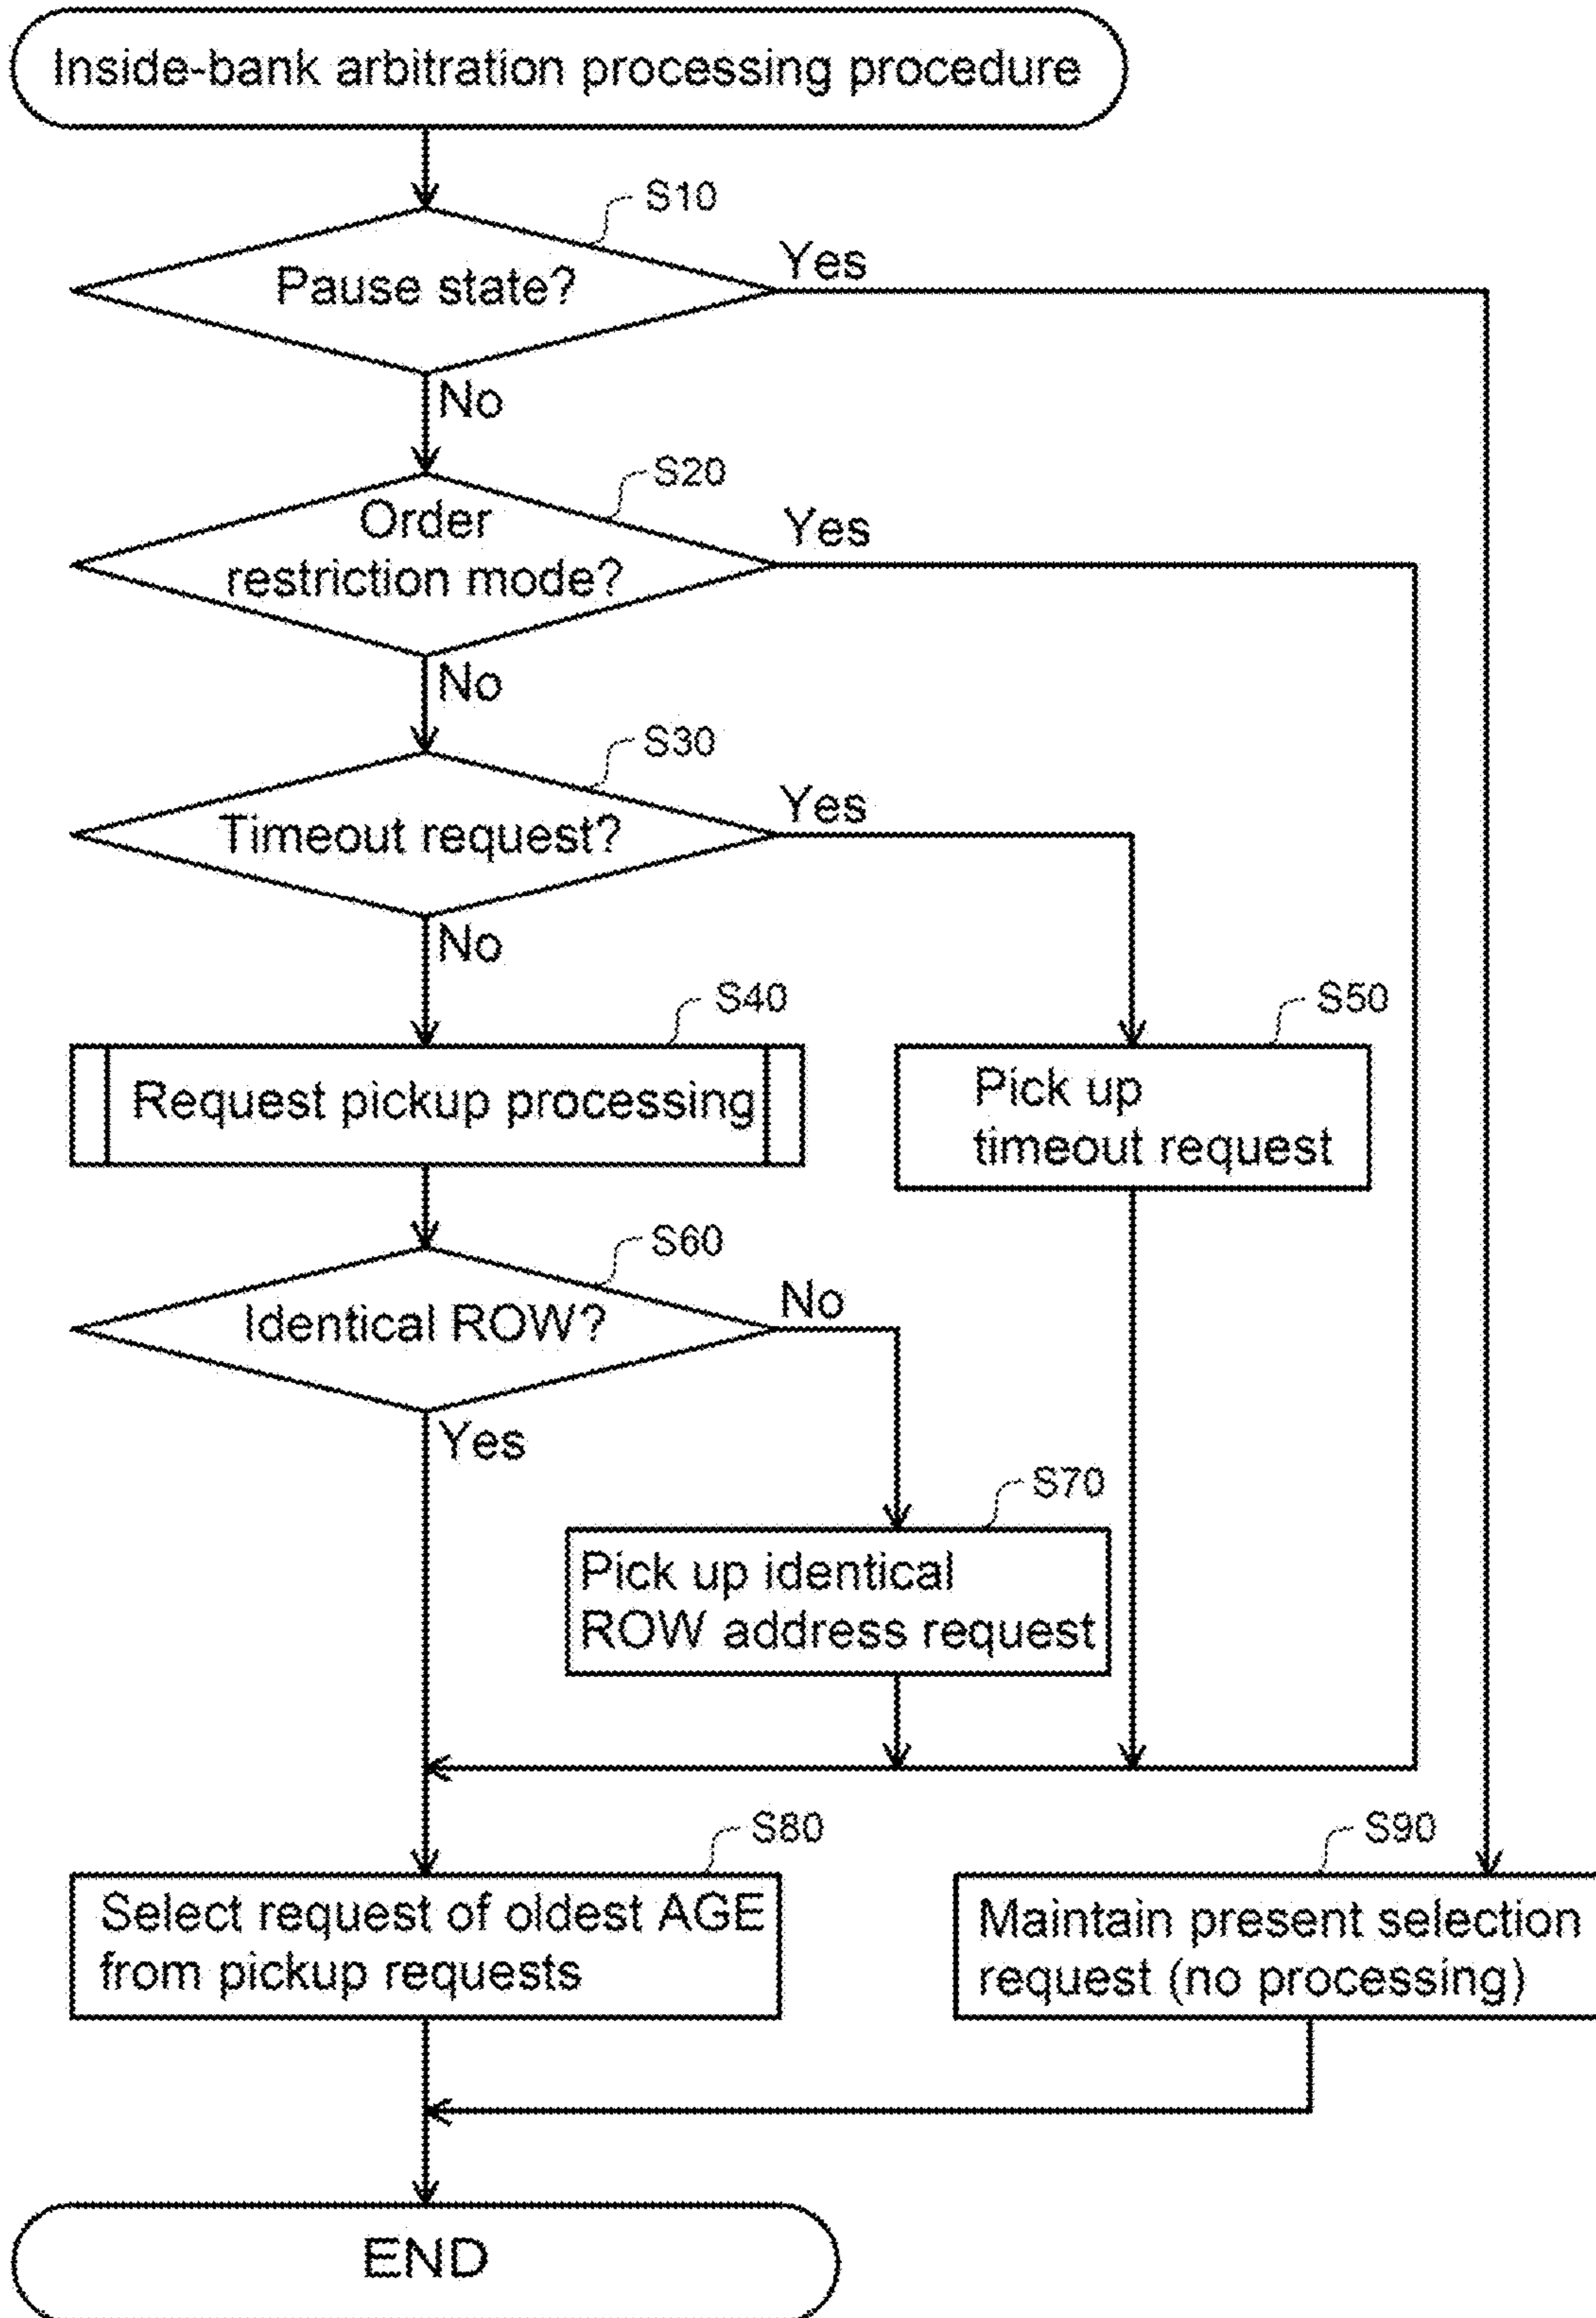 Inside-bank arbitration processing procedure
S10
Pause state?
Yes
No
S20
Order
restriction mode?
Yes
No
S30
Timeout request?
Yes
No
S40
Request pickup processing
S50
Pick up
timeout request
S60
Identical ROW?
No
Yes
S70
Pick up identical
ROW address request
S80
Select request of oldest AGE
from pickup requests
S90
Maintain present selection
request (no processing)
END